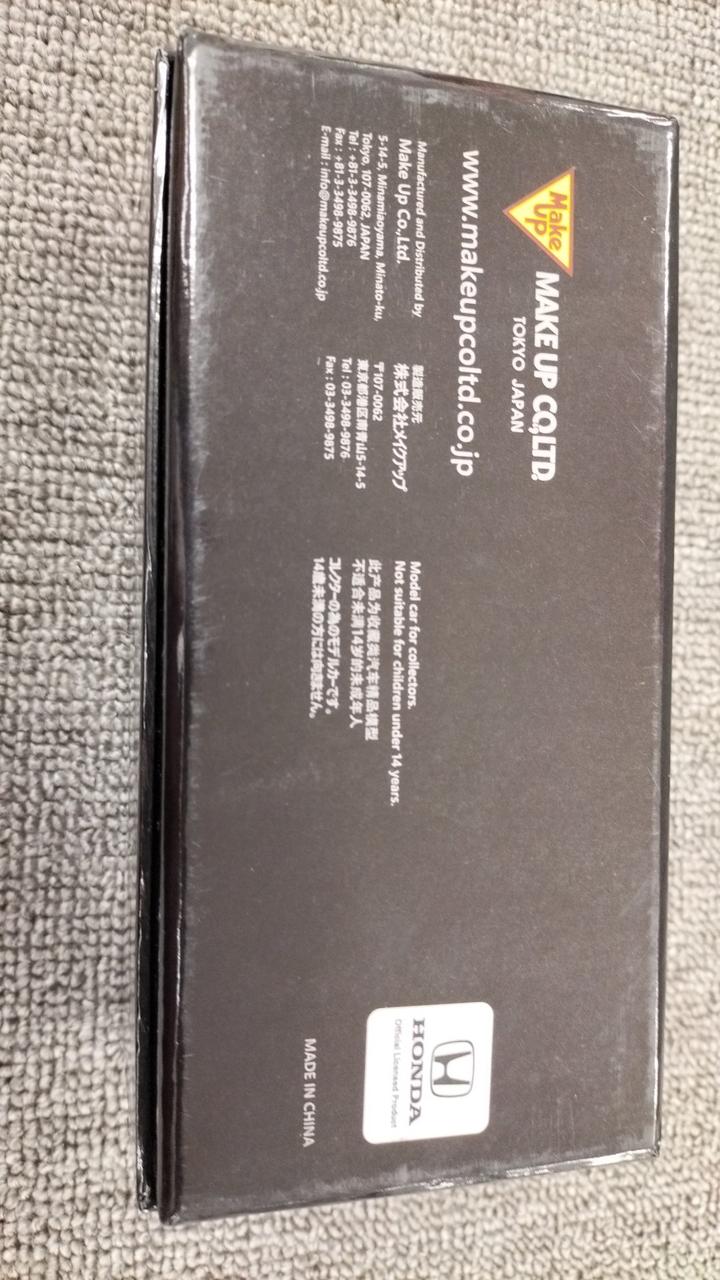 Make
Up
MAKE UP CO.,LTD.
TOKYO JAPAN
www.makeupcoltd.co.jp
Manufactured and Distributed by
Make Up Co.,Ltd.
5-14-5, Minamiaoyama, Minato-ku,
Tokyo, 107-0062, JAPAN
Tel : +81-3-3498-9876
Fax : +81-3-3498-9875
E-mail : info@makeupcoltd.co.jp
製造販売元
株式会社メイクアップ
〒107-0062
東京都港区南青山5-14-5
Tel : 03-3498-9876
Fax : 03-3498-9875
Model car for collectors.
Not suitable for children under 14 years.
此产品为收藏类汽车精品模型
不适合未满14岁的未成年人
コレクターの為のモデルカーです。
14歳未満の方には向きません。
HONDA
Official Licensed Product
MADE IN CHINA